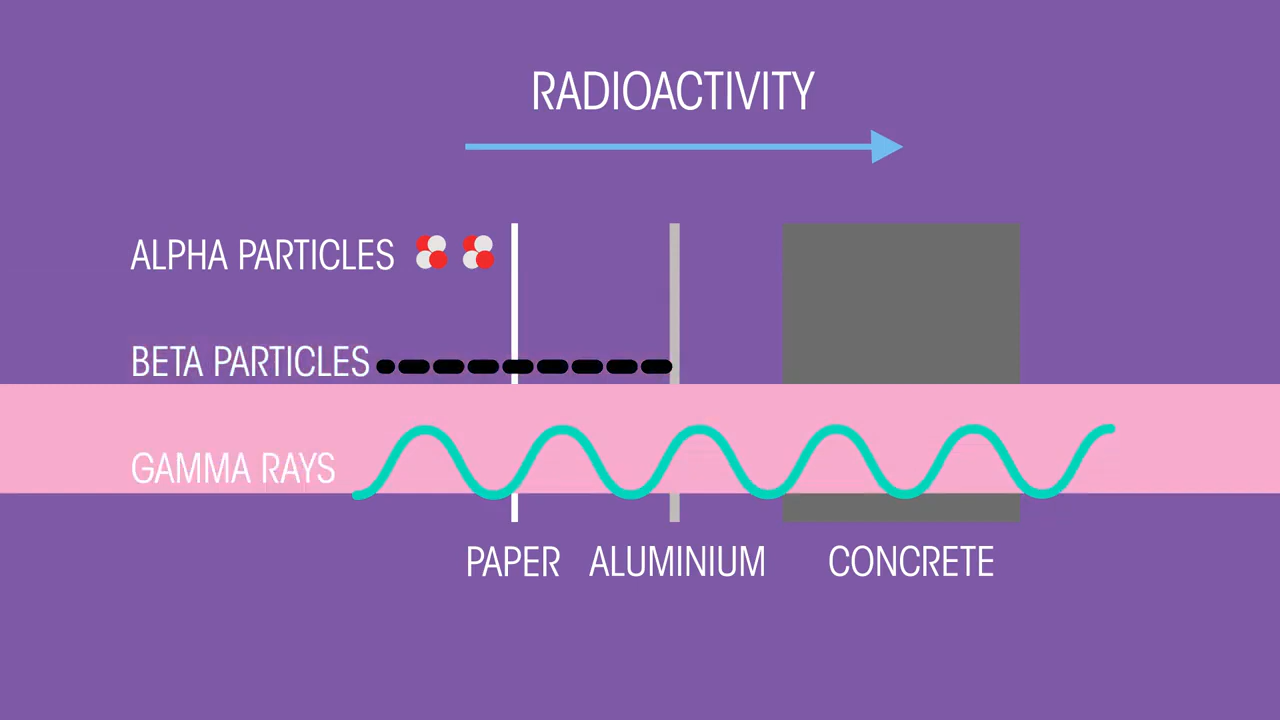 RADIOACTIVITY
ALPHA PARTICLES
BETA PARTICLES
GAMMA RAYS
PAPER ALUMINIUM CONCRETE